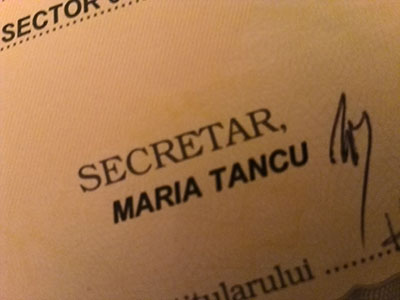 SECTOR
SECRETAR,
MARIA TANCU
titularului ........